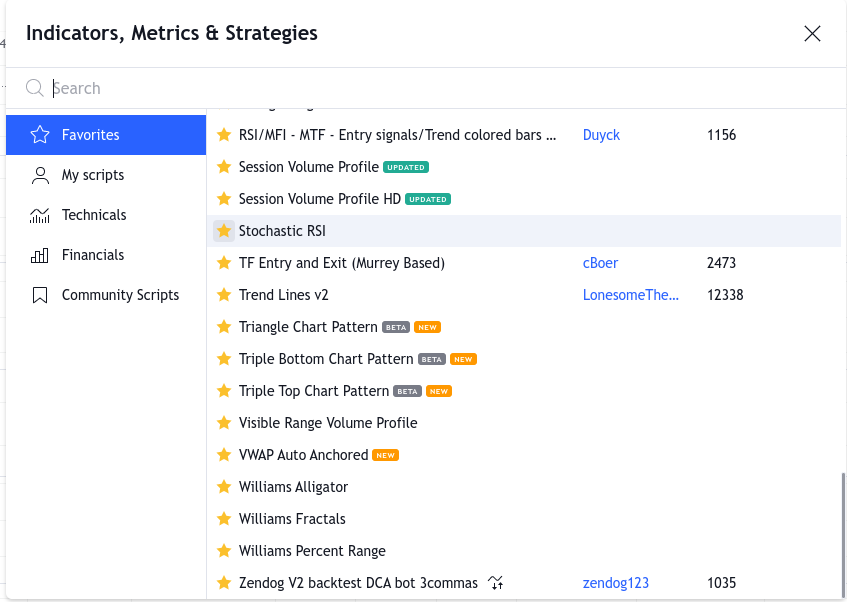 Indicators, Metrics & Strategies
Search
Favorites
My scripts
Technicals
Financials
Community Scripts
RSI/MFI - MTF - Entry signals/Trend colored bars ... Duyck 1156
Session Volume Profile UPDATED
Session Volume Profile HD UPDATED
Stochastic RSI
TF Entry and Exit (Murrey Based) cBoer 2473
Trend Lines v2 LonesomeThe... 12338
Triangle Chart Pattern BETA NEW
Triple Bottom Chart Pattern BETA NEW
Triple Top Chart Pattern BETA NEW
Visible Range Volume Profile
VWAP Auto Anchored NEW
Williams Alligator
Williams Fractals
Williams Percent Range
Zendog V2 backtest DCA bot 3commas zendog123 1035